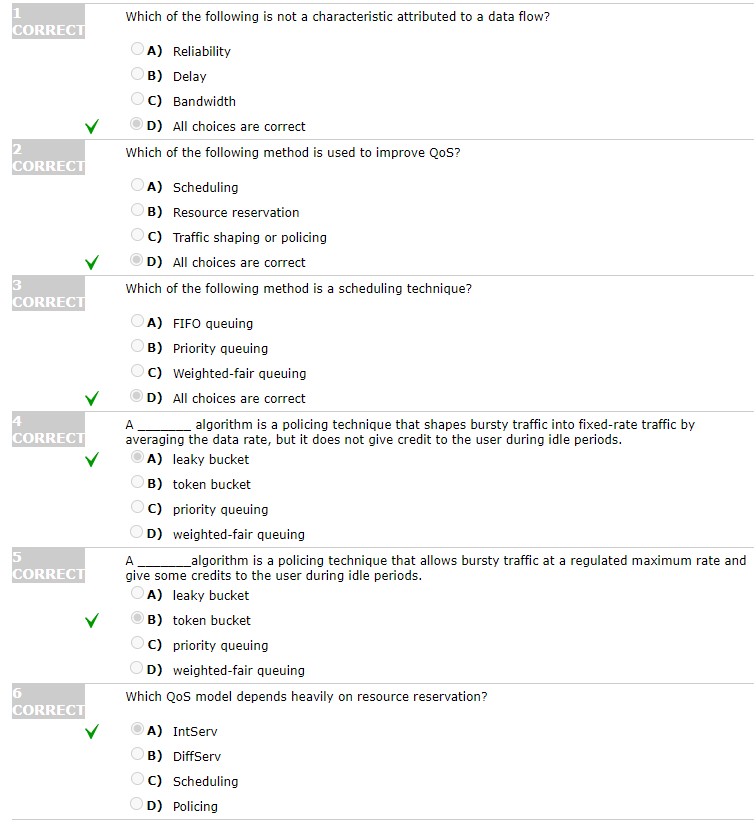 1
CORRECT
Which of the following is not a characteristic attributed to a data flow?
A) Reliability
B) Delay
C) Bandwidth
D) All choices are correct
2
CORRECT
Which of the following method is used to improve QoS?
A) Scheduling
B) Resource reservation
C) Traffic shaping or policing
D) All choices are correct
3
CORRECT
Which of the following method is a scheduling technique?
A) FIFO queuing
B) Priority queuing
C) Weighted-fair queuing
D) All choices are correct
4
CORRECT
A _______ algorithm is a policing technique that shapes bursty traffic into fixed-rate traffic by
averaging the data rate, but it does not give credit to the user during idle periods.
A) leaky bucket
B) token bucket
C) priority queuing
D) weighted-fair queuing
5
CORRECT
A _______algorithm is a policing technique that allows bursty traffic at a regulated maximum rate and
give some credits to the user during idle periods.
A) leaky bucket
B) token bucket
C) priority queuing
D) weighted-fair queuing
6
CORRECT
Which QoS model depends heavily on resource reservation?
A) IntServ
B) DiffServ
C) Scheduling
D) Policing